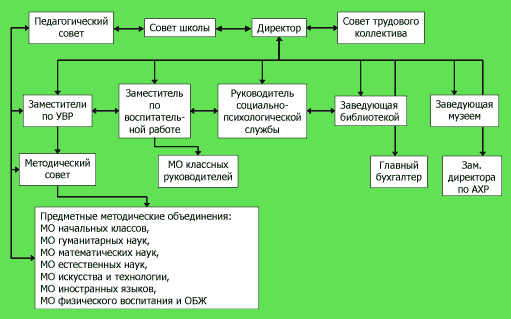 Педагогический
совет
Совет школы
Директор
Совет трудового
коллектива
Заместители
по УВР
Заместитель
по
воспитатель-
ной работе
Руководитель
социально-
психологической
службы
Заведующая
библиотекой
Заведующая
музеем
Методический
совет
МО классных
руководителей
Главный
бухгалтер
Зам.
директора
по АХР
Предметные методические объединения:
МО начальных классов,
МО гуманитарных наук,
МО математических наук,
МО естественных наук,
МО искусства и технологии,
МО иностранных языков,
МО физического воспитания и ОБЖ